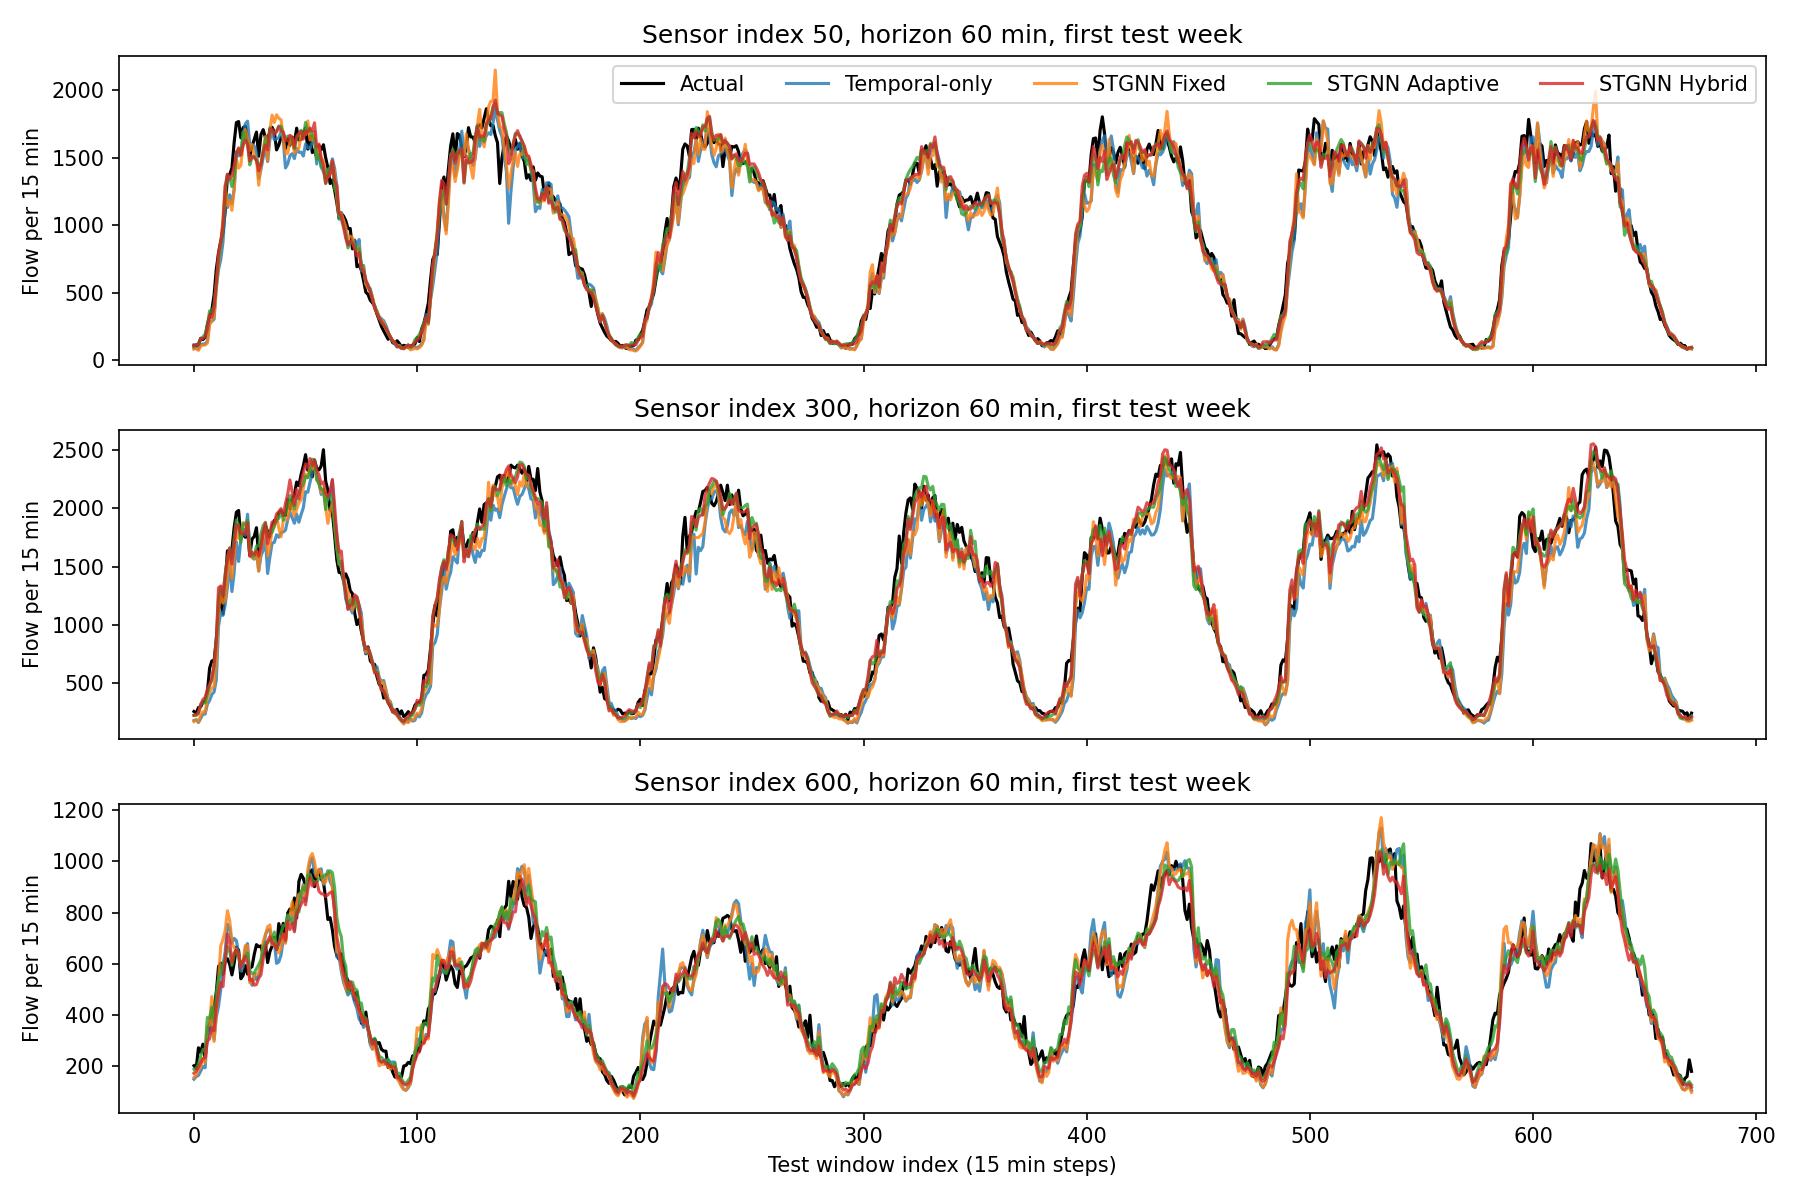 Sensor index 50, horizon 60 min, first test week
Actual
Temporal-only
STGNN Fixed
STGNN Adaptive
STGNN Hybrid
Flow per 15 min
2000
1500
1000
500
0
Sensor index 300, horizon 60 min, first test week
Flow per 15 min
2500
2000
1500
1000
500
Sensor index 600, horizon 60 min, first test week
Flow per 15 min
1200
1000
800
600
400
200
0 100 200 300 400 500 600 700
Test window index (15 min steps)